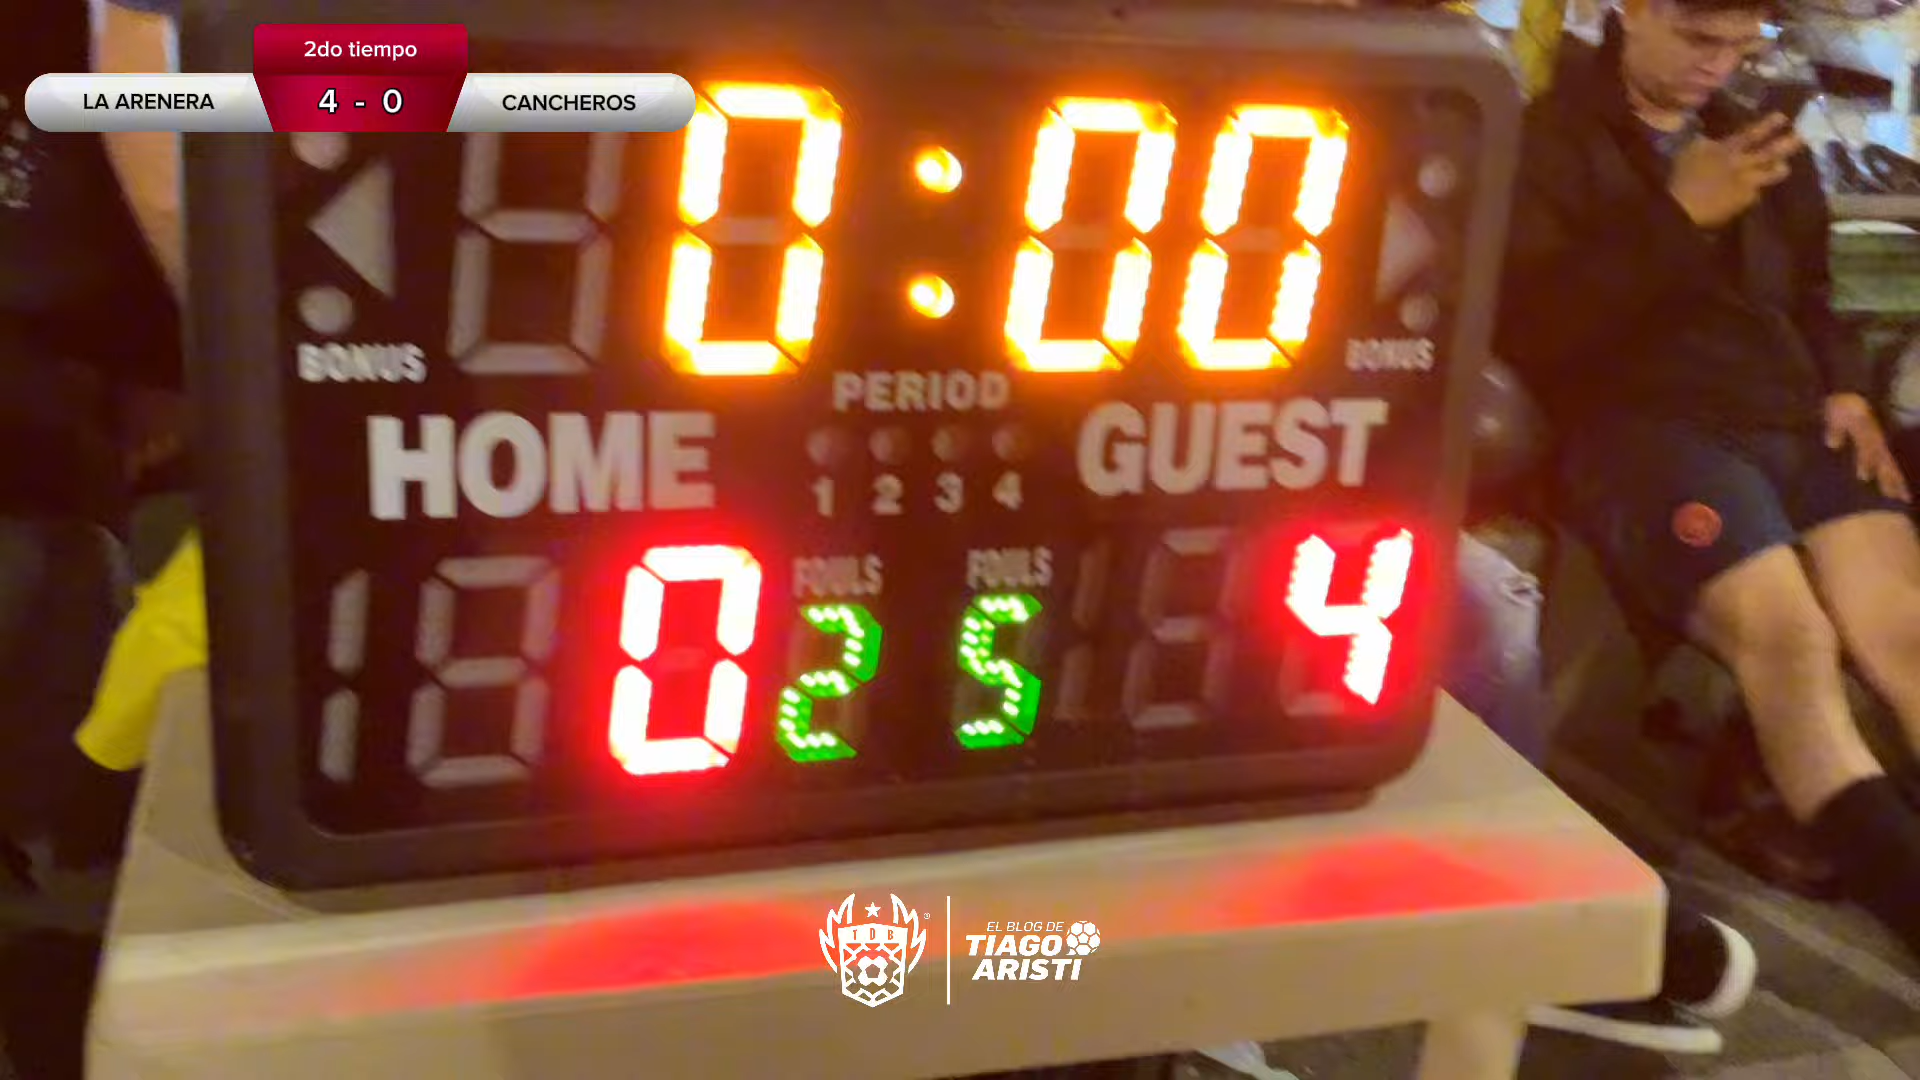 2do tiempo
LA ARENERA 4 - 0 CANCHEROS
0:00
BONUS BONUS
PERIOD
HOME GUEST
1 2 3 4
FOULS FOULS
0 2 5 4
TDB ®
EL BLOG DE
TIAGO
ARISTI